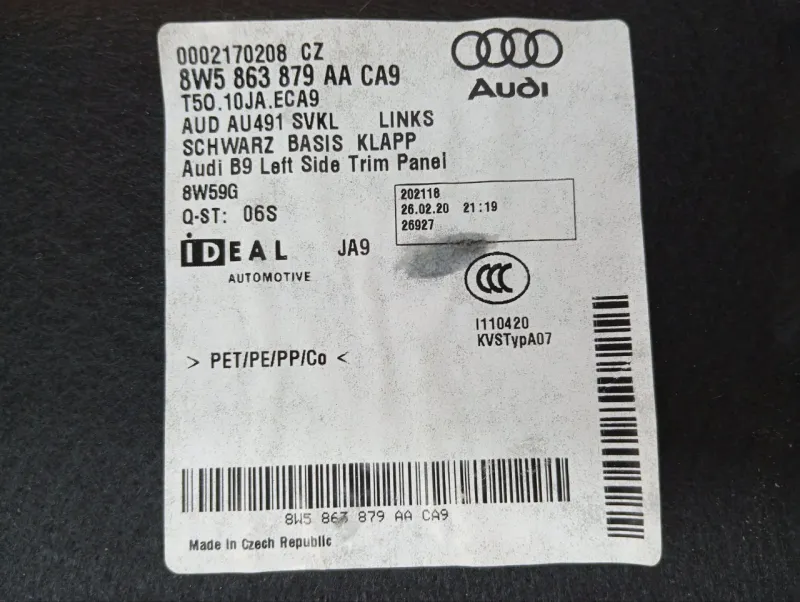 0002170208 CZ
8W5 863 879 AA CA9
T50.10JA.ECA9
AUD AU491 SVKL LINKS
SCHWARZ BASIS KLAPP
Audi B9 Left Side Trim Panel
8W59G
Q-ST: 06S
Audi
202118
26.02.20 21:19
26927
IDEAL JA9
AUTOMOTIVE
CCC
I110420
KVSTypA07
> PET/PE/PP/Co <
8W5 863 879 AA CA9
Made in Czech Republic